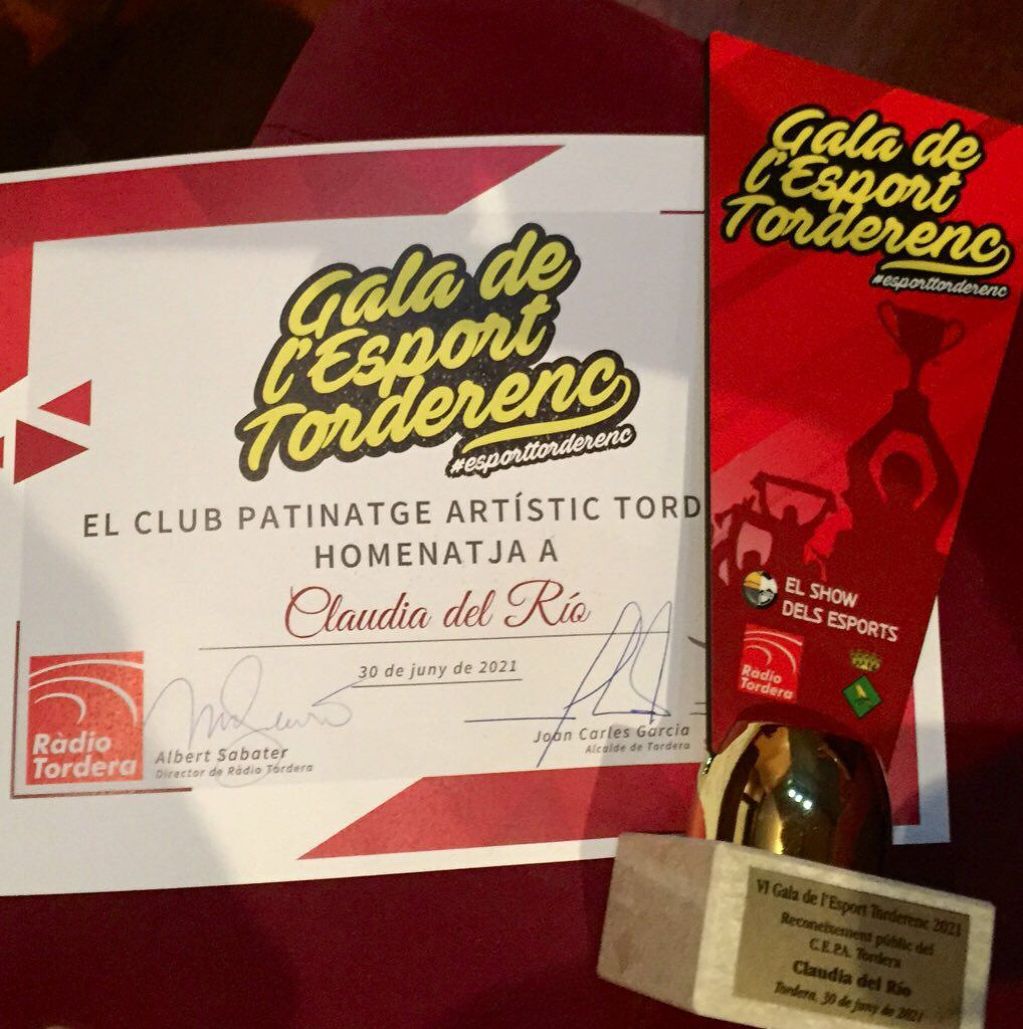 Gala de
l'Esport
Torderenc
#esporttorderenc
EL CLUB PATINATGE ARTÍSTIC TORD
HOMENATJA A
Claudia del Río
30 de juny de 2021
Ràdio
Tordera
Albert Sabater
Director de Ràdio Tordera
Joan Carles Garcia
Alcalde de Tordera
Gala de
l'Esport
Torderenc
#esporttorderenc
EL SHOW
DELS ESPORTS
Ràdio
Tordera
VI Gala de l'Esport Torderenc 2021
Reconeixement públic del
C.E.P.A. Tordera
Claudia del Río
Tordera, 30 de juny de 2021